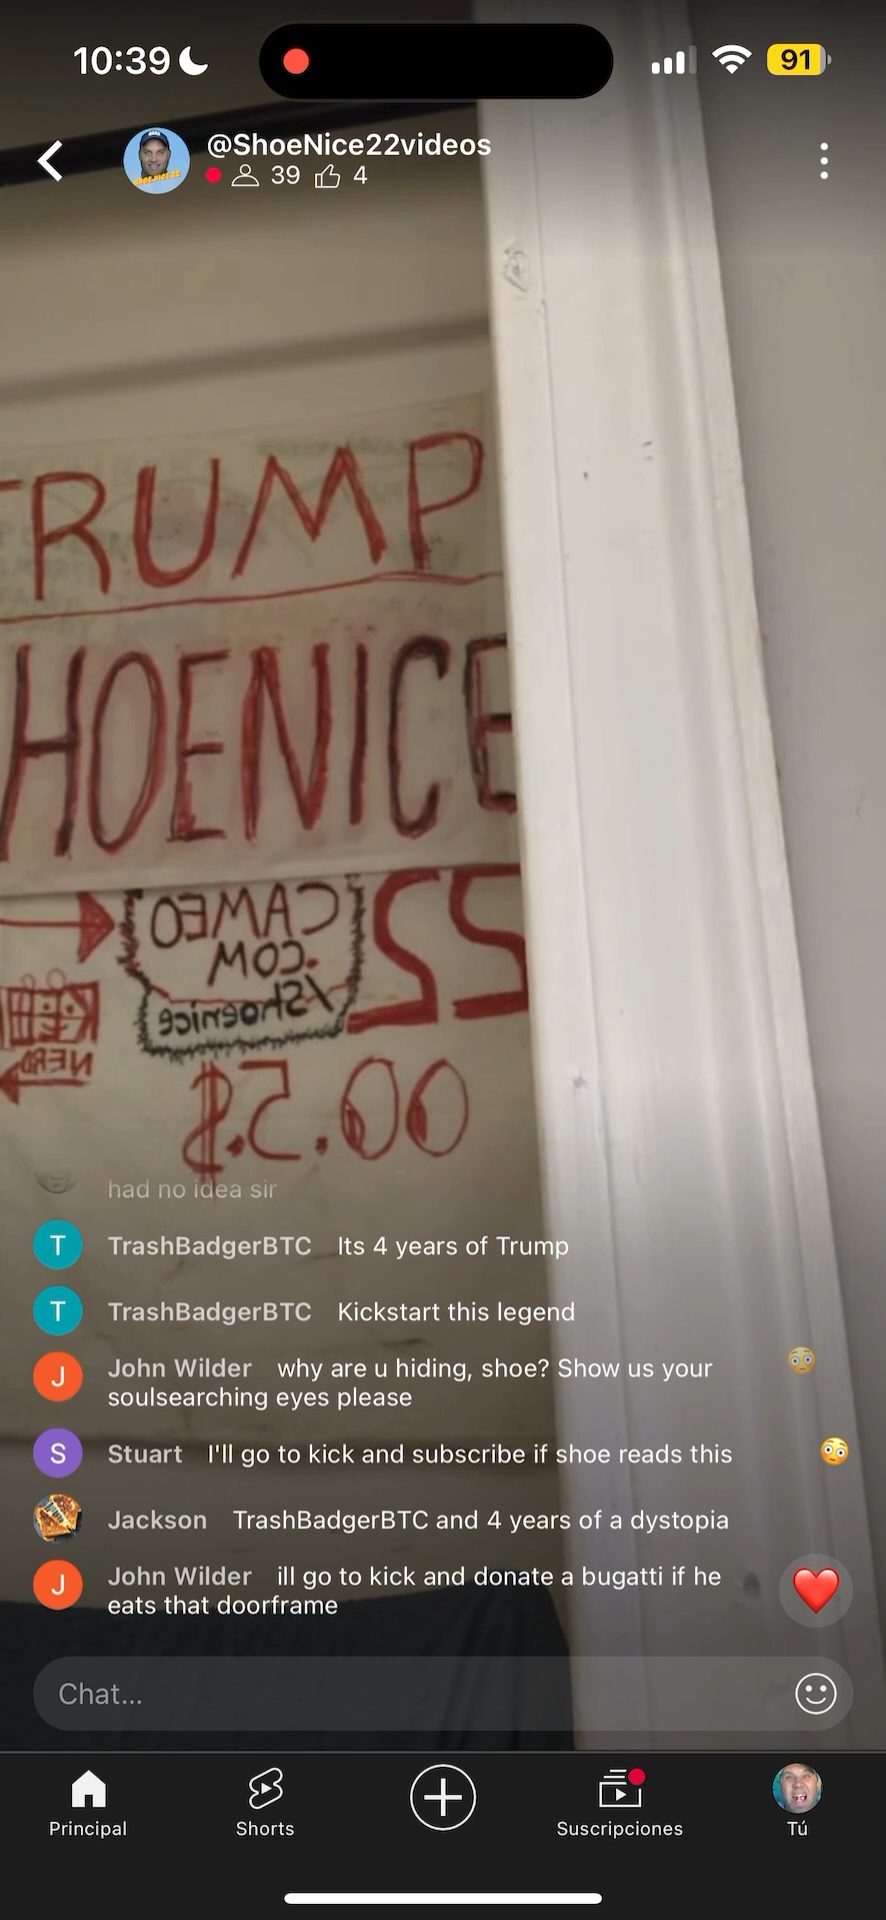 10:39
91
@ShoeNice22videos
39 4
TRUMP
HOENICE
CAMEO
.COM
/Shoenice
22
NERD
$5.00
had no idea sir
T TrashBadgerBTC Its 4 years of Trump
T TrashBadgerBTC Kickstart this legend
J John Wilder why are u hiding, shoe? Show us your
soulsearching eyes please
S Stuart I'll go to kick and subscribe if shoe reads this
Jackson TrashBadgerBTC and 4 years of a dystopia
J John Wilder ill go to kick and donate a bugatti if he
eats that doorframe
Chat...
Principal Shorts Suscripciones Tú